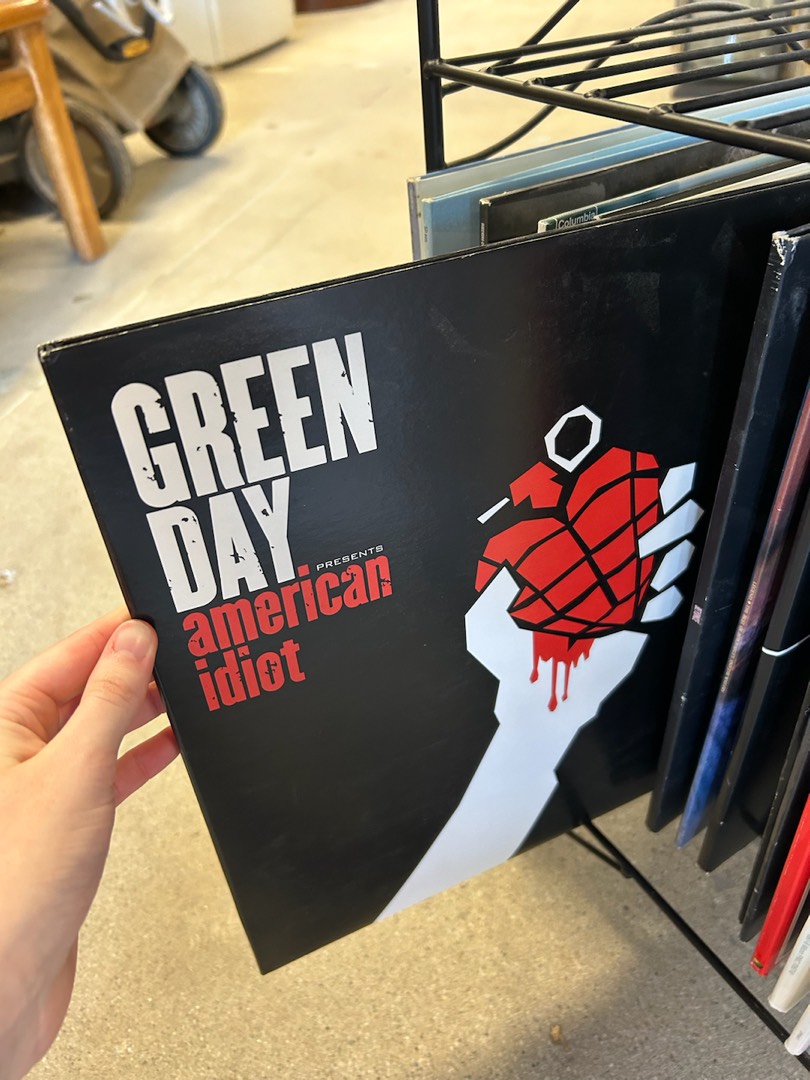 Columbia
GREEN
DAY
PRESENTS
american
idiot